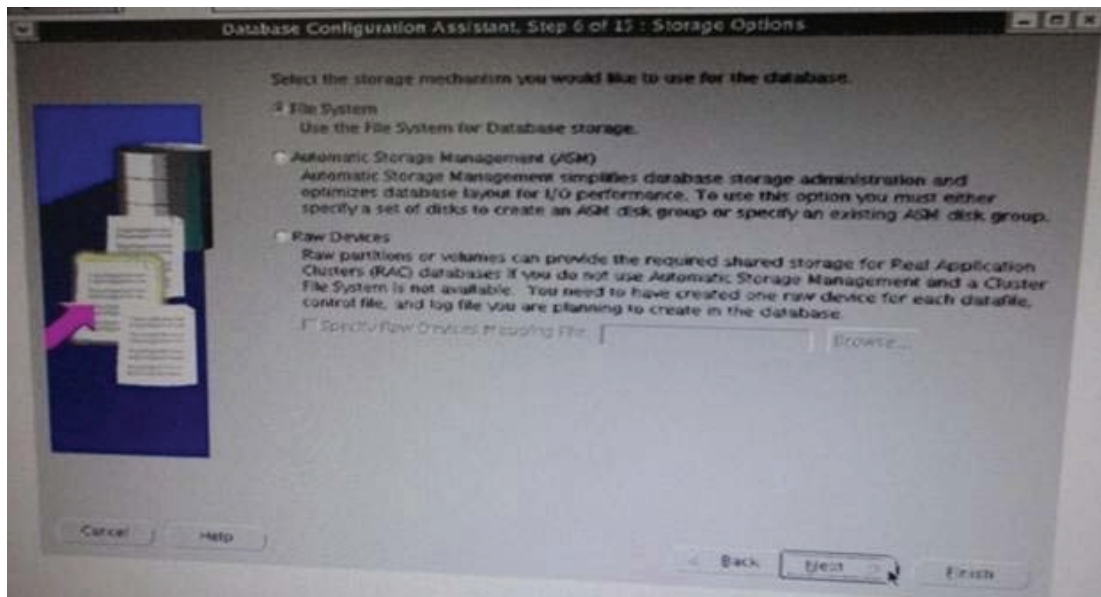 Database Configuration Assistant, Step 6 of 15 : Storage Options
Select the storage mechanism you would like to use for the database.
File System
Use the File System for Database storage.
Automatic Storage Management (ASM)
Automatic Storage Management simplifies database storage administration and
optimizes database layout for I/O performance. To use this option you must either
specify a set of disks to create an ASM disk group or specify an existing ASM disk group.
Raw Devices
Raw partitions or volumes can provide the required shared storage for Real Application
Clusters (RAC) databases if you do not use Automatic Storage Management and a Cluster
File System is not available. You need to have created one raw device for each datafile,
control file, and log file you are planning to create in the database.
Specify Raw Devices Mapping File Browse...
Cancel Help
Back Next Finish